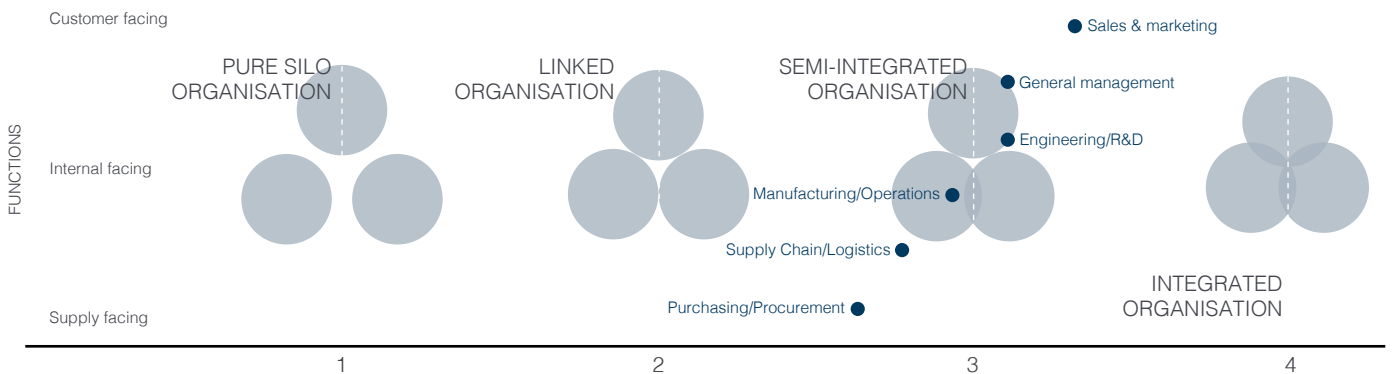 Customer facing
Sales & marketing
PURE SILO
ORGANISATION
LINKED
ORGANISATION
SEMI-INTEGRATED
ORGANISATION
General management
Engineering/R&D
FUNCTIONS
Internal facing
Manufacturing/Operations
Supply Chain/Logistics
INTEGRATED
ORGANISATION
Purchasing/Procurement
Supply facing
1
2
3
4